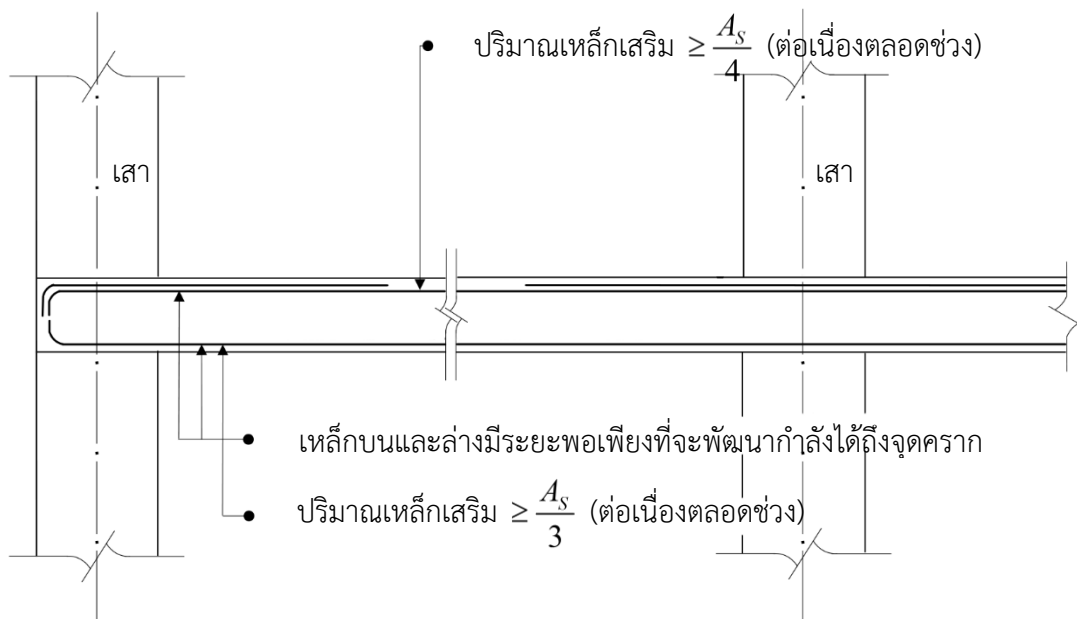 ปริมาณเหล็กเสริม ≥ A_S/4 (ต่อเนื่องตลอดช่วง)
เสา เสา
เหล็กบนและล่างมีระยะพอเพียงที่จะพัฒนากำลังได้ถึงจุดคราก
ปริมาณเหล็กเสริม ≥ A_S/3 (ต่อเนื่องตลอดช่วง)